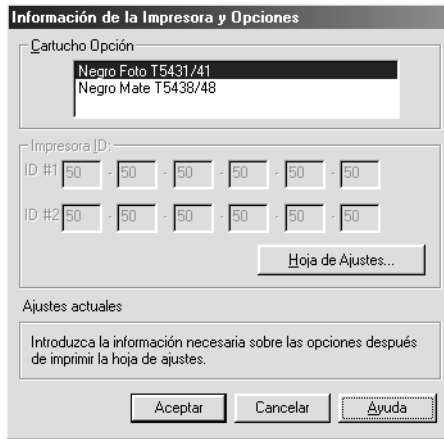 Información de la Impresora y Opciones
Cartucho Opción
Negro Foto T5431/41
Negro Mate T5438/48
Impresora ID:
ID #1 50 - 50 - 50 - 50 - 50 - 50
ID #2 50 - 50 - 50 - 50 - 50 - 50
Hoja de Ajustes...
Ajustes actuales
Introduzca la información necesaria sobre las opciones después
de imprimir la hoja de ajustes.
Aceptar Cancelar Ayuda